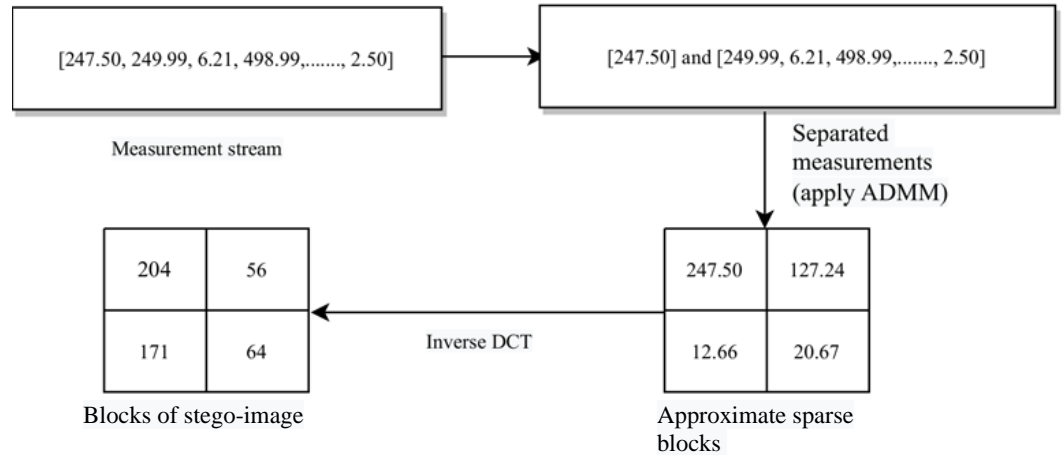 [247.50, 249.99, 6.21, 498.99,......., 2.50]
[247.50] and [249.99, 6.21, 498.99,......., 2.50]
Measurement stream
Separated
measurements
(apply ADMM)
204 56
171 64
Inverse DCT
247.50 127.24
12.66 20.67
Blocks of stego-image
Approximate sparse
blocks